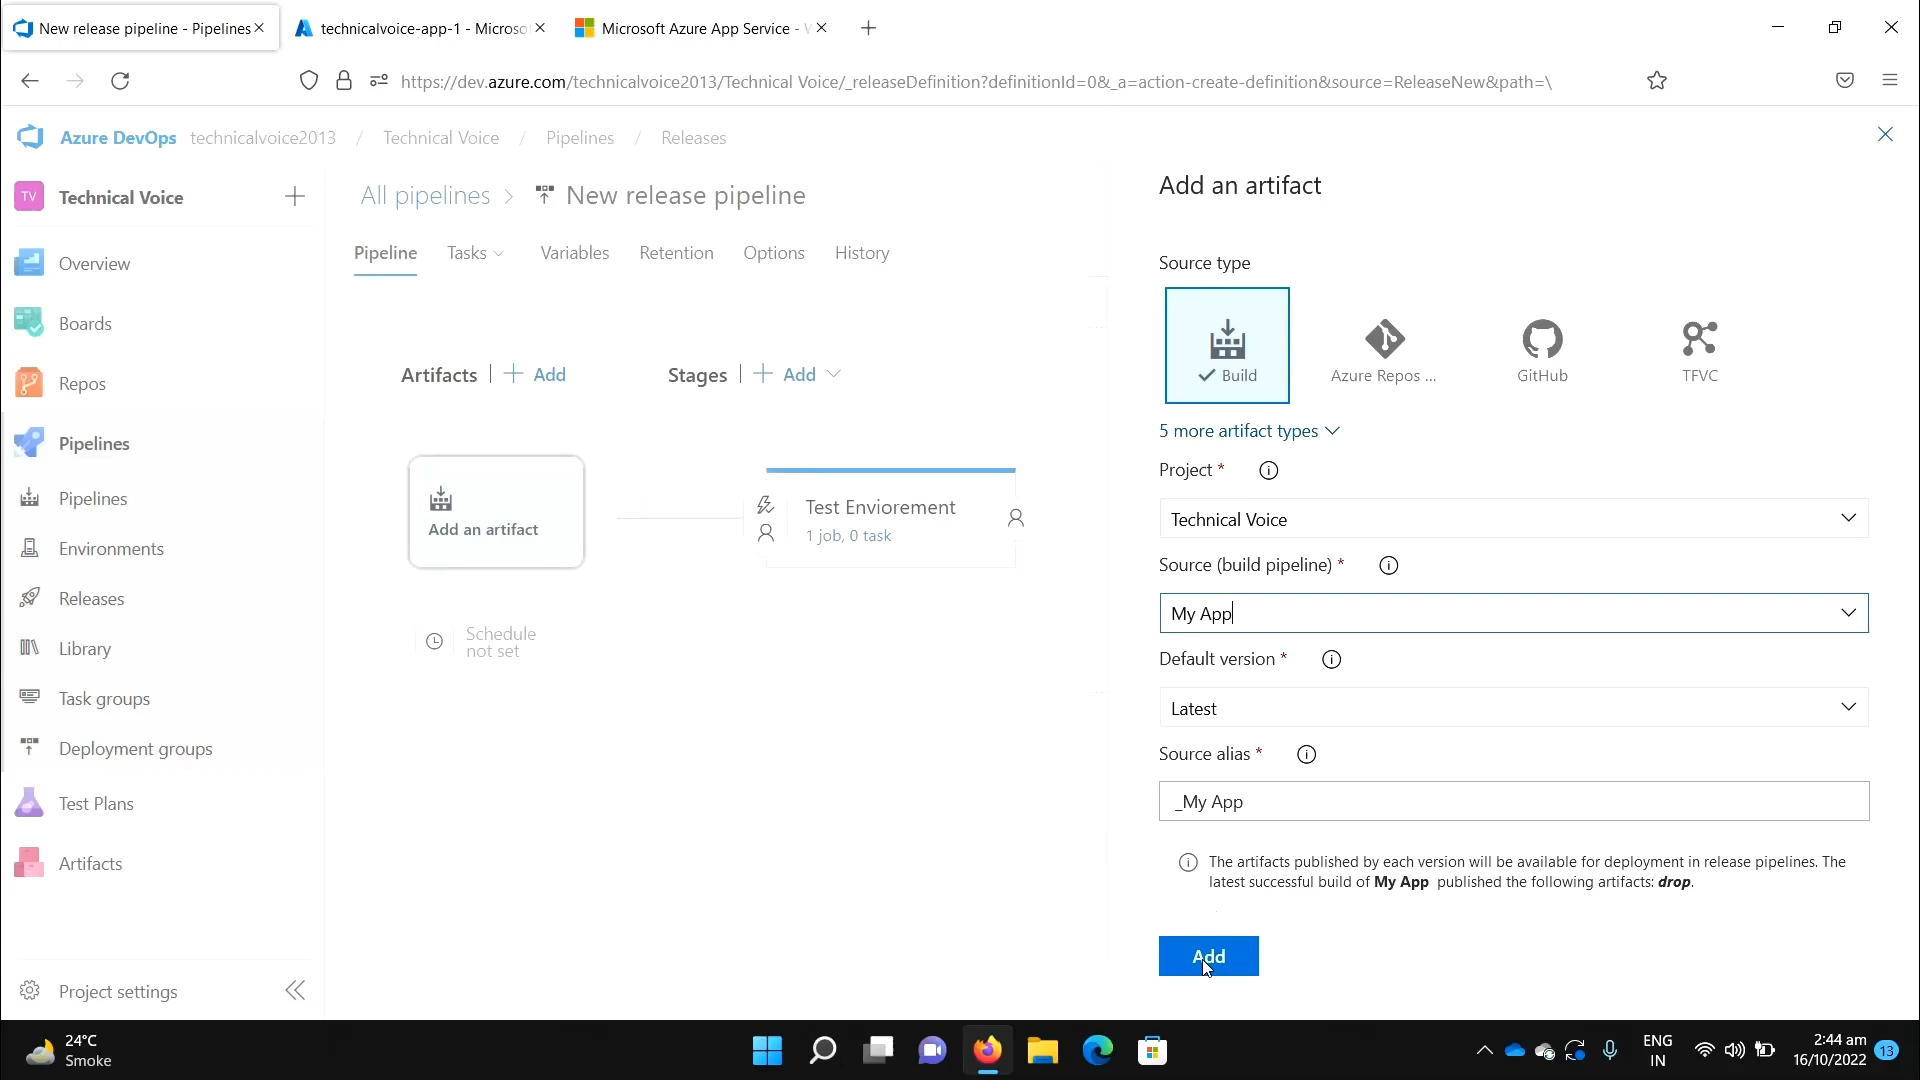 New release pipeline - Pipelines
technicalvoice-app-1 - Microso
Microsoft Azure App Service - W
https://dev.azure.com/technicalvoice2013/Technical Voice/_releaseDefinition?definitionId=0&_a=action-create-definition&source=ReleaseNew&path=\
Azure DevOps technicalvoice2013 / Technical Voice / Pipelines / Releases
TV Technical Voice
Overview
Boards
Repos
Pipelines
Pipelines
Environments
Releases
Library
Task groups
Deployment groups
Test Plans
Artifacts
Project settings
All pipelines > New release pipeline
Pipeline Tasks Variables Retention Options History
Artifacts | + Add
Stages | + Add
Add an artifact
Test Enviorement
1 job, 0 task
Schedule
not set
Add an artifact
Source type
Build
Azure Repos ...
GitHub
TFVC
5 more artifact types
Project *
Technical Voice
Source (build pipeline) *
My App
Default version *
Latest
Source alias *
_My App
The artifacts published by each version will be available for deployment in release pipelines. The
latest successful build of My App published the following artifacts: drop.
Add
24°C
Smoke
ENG
IN
2:44 am
16/10/2022
13